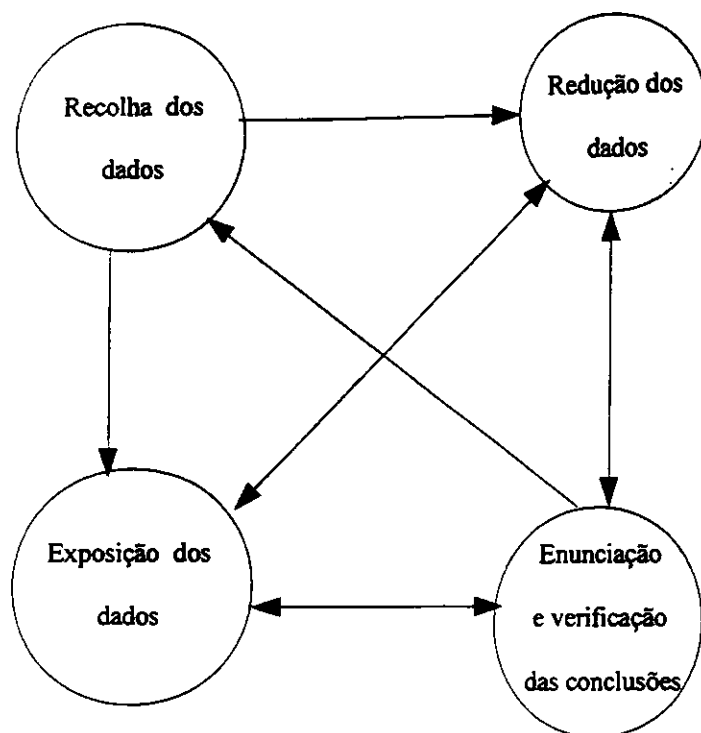 Recolha dos
dados
Redução dos
dados
Exposição dos
dados
Enunciação
e verificação
das conclusões